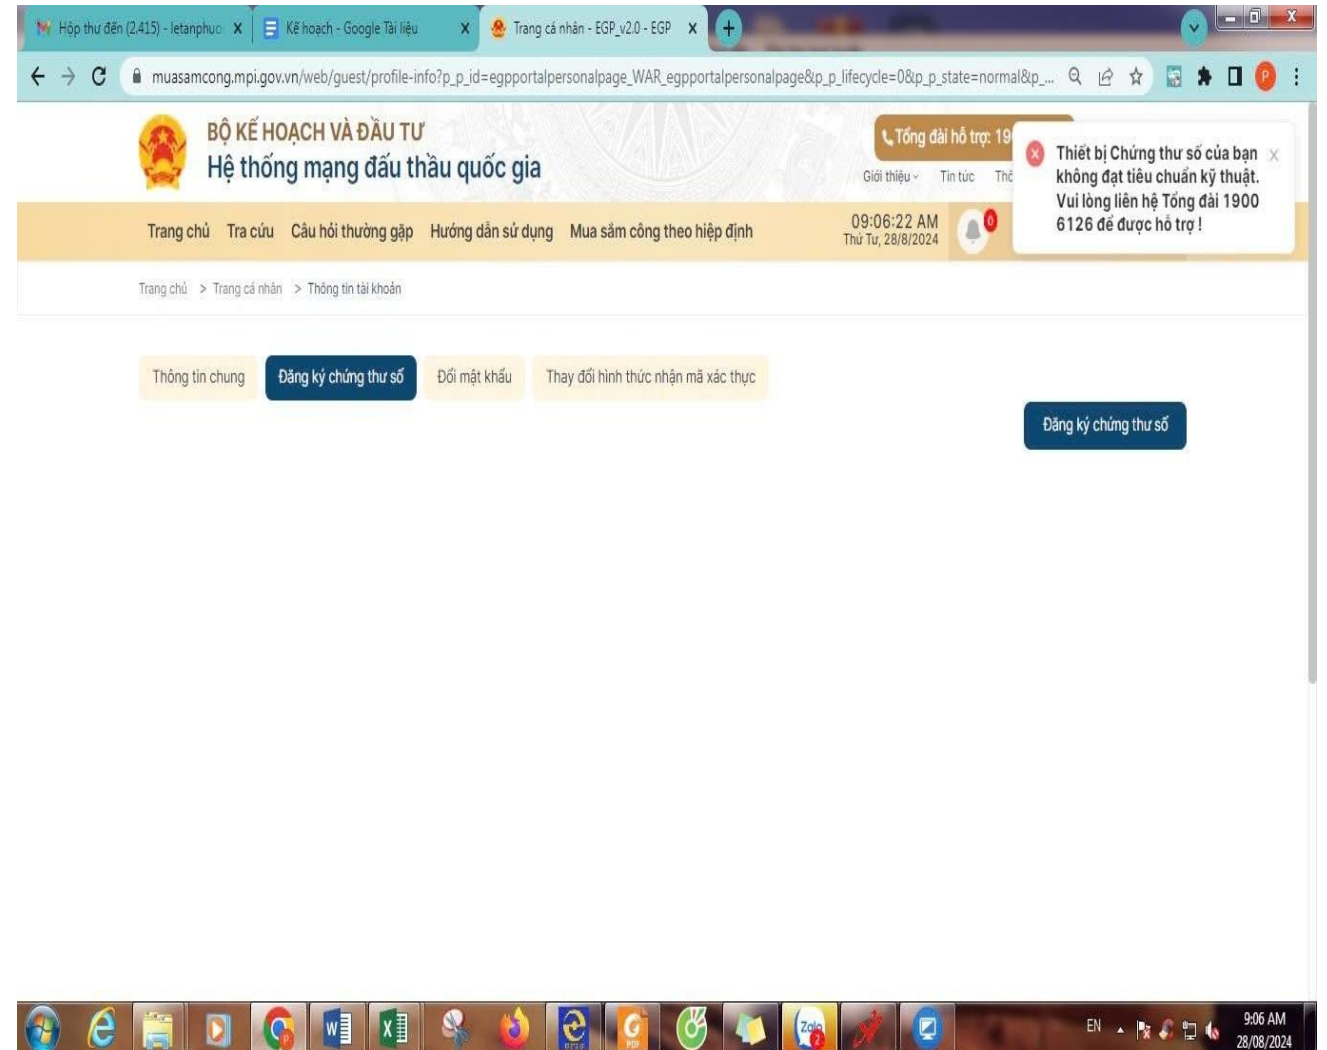 Hộp thư đến (2.415) - letanphuo
Kế hoạch - Google Tài liệu
Trang cá nhân - EGP_v2.0 - EGP
muasamcong.mpi.gov.vn/web/guest/profile-info?p_p_id=egpportalpersonalpage_WAR_egpportalpersonalpage&p_p_lifecycle=0&p_p_state=normal&p_...
P
BỘ KẾ HOẠCH VÀ ĐẦU TƯ
Hệ thống mạng đấu thầu quốc gia
Tổng đài hỗ trợ: 19
Giới thiệu
Tin tức
Thiết bị Chứng thư số của bạn
không đạt tiêu chuẩn kỹ thuật.
Vui lòng liên hệ Tổng đài 1900
6126 để được hỗ trợ !
Trang chủ Tra cứu Câu hỏi thường gặp Hướng dẫn sử dụng Mua sắm công theo hiệp định
09:06:22 AM
Thứ Tư, 28/8/2024
0
Trang chủ > Trang cá nhân > Thông tin tài khoản
Thông tin chung Đăng ký chứng thư số Đổi mật khẩu Thay đổi hình thức nhận mã xác thực
Đăng ký chứng thư số
Zalo
2
PDF
EN
9:06 AM
28/08/2024